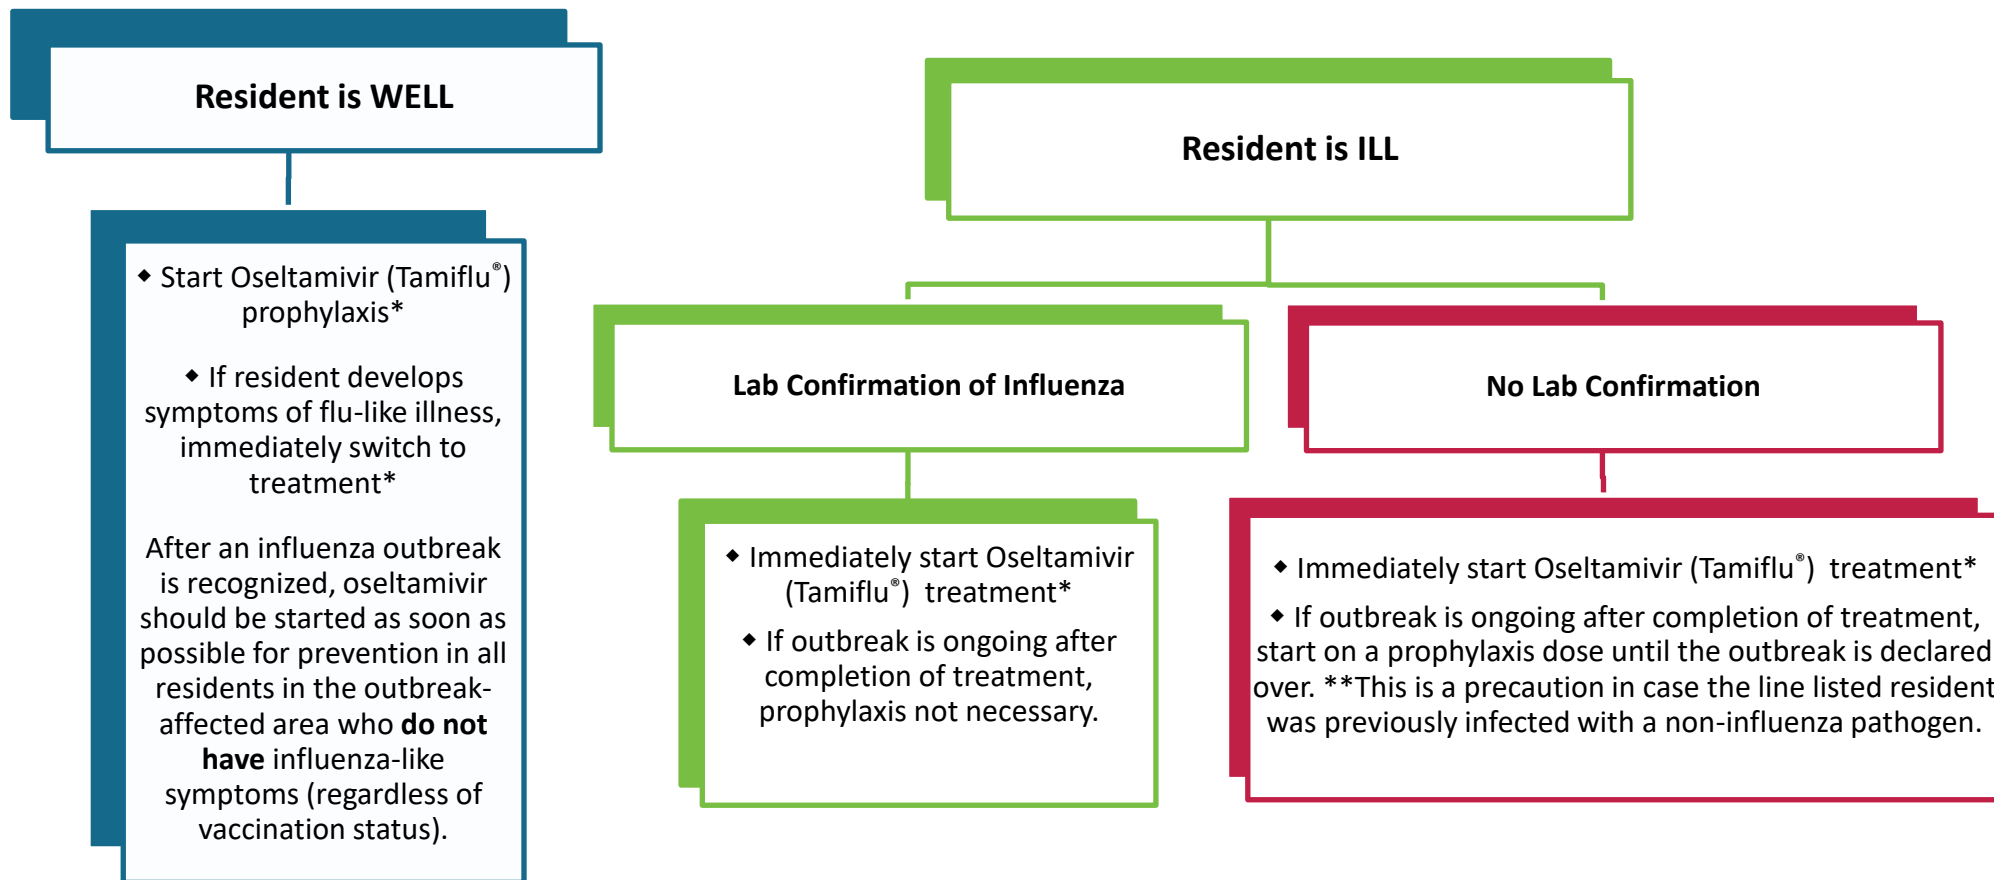 Resident is WELL
◆ Start Oseltamivir (Tamiflu®)
prophylaxis*
◆ If resident develops
symptoms of flu-like illness,
immediately switch to
treatment*
After an influenza outbreak
is recognized, oseltamivir
should be started as soon as
possible for prevention in all
residents in the outbreak-
affected area who do not
have influenza-like
symptoms (regardless of
vaccination status).
Resident is ILL
Lab Confirmation of Influenza
◆ Immediately start Oseltamivir
(Tamiflu®) treatment*
◆ If outbreak is ongoing after
completion of treatment,
prophylaxis not necessary.
No Lab Confirmation
◆ Immediately start Oseltamivir (Tamiflu®) treatment*
◆ If outbreak is ongoing after completion of treatment,
start on a prophylaxis dose until the outbreak is declared
over. **This is a precaution in case the line listed resident
was previously infected with a non-influenza pathogen.